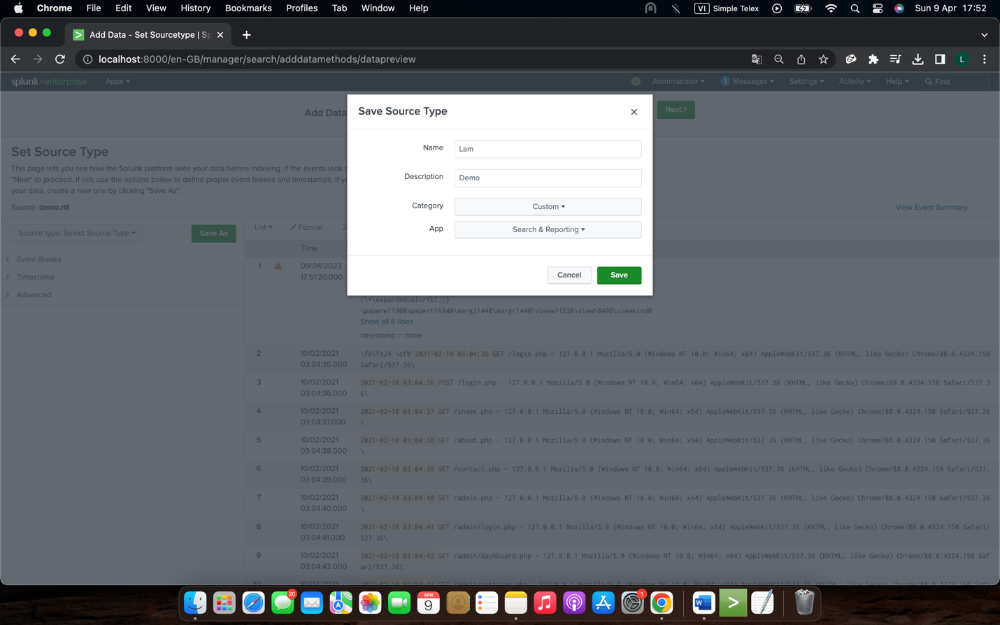 Chrome File Edit View History Bookmarks Profiles Tab Window Help VI Simple Telex Sun 9 Apr 17:52
Add Data - Set Sourcetype | Sp
localhost:8000/en-GB/manager/search/adddatamethods/datapreview L
splunk>enterprise Apps Administrator 1 Messages Settings Activity Help Find
Add Data Next >
Save Source Type
Name Lam
Description Demo
Category Custom
App Search & Reporting
Cancel Save
Set Source Type
This page lets you see how the Splunk platform sees your data before indexing. If the events look c
"Next" to proceed. If not, use the options below to define proper event breaks and timestamps. If yo
your data, create a new one by clicking "Save As".
Source: demo.rtf
View Event Summary
Source type: Select Source Type Save As
Event Breaks
Timestamp
Advanced
List Format 2
Time
1 09/04/2023
17:51:20.000
{\*\expandedcolortbl;;}
\paperw11900\paperh16840\margl1440\margr1440\vieww11520\viewh8400\viewkind0
Show all 6 lines
timestamp = none
2 10/02/2021 \f0\fs24 \cf0 2021-02-10 03:04:35 GET /login.php - 127.0.0.1 Mozilla/5.0 (Windows NT 10.0; Win64; x64) AppleWebKit/537.36 (KHTML, like Gecko) Chrome/88.0.4324.150
03:04:35.000 Safari/537.36\
3 10/02/2021 2021-02-10 03:04:36 POST /login.php - 127.0.0.1 Mozilla/5.0 (Windows NT 10.0; Win64; x64) AppleWebKit/537.36 (KHTML, like Gecko) Chrome/88.0.4324.150 Safari/537.3
03:04:36.000 6\
4 10/02/2021 2021-02-10 03:04:37 GET /index.php - 127.0.0.1 Mozilla/5.0 (Windows NT 10.0; Win64; x64) AppleWebKit/537.36 (KHTML, like Gecko) Chrome/88.0.4324.150 Safari/537.36
03:04:37.000 \
5 10/02/2021 2021-02-10 03:04:38 GET /about.php - 127.0.0.1 Mozilla/5.0 (Windows NT 10.0; Win64; x64) AppleWebKit/537.36 (KHTML, like Gecko) Chrome/88.0.4324.150 Safari/537.36
03:04:38.000 \
6 10/02/2021 2021-02-10 03:04:39 GET /contact.php - 127.0.0.1 Mozilla/5.0 (Windows NT 10.0; Win64; x64) AppleWebKit/537.36 (KHTML, like Gecko) Chrome/88.0.4324.150 Safari/537.
03:04:39.000 36\
7 10/02/2021 2021-02-10 03:04:40 GET /admin.php - 127.0.0.1 Mozilla/5.0 (Windows NT 10.0; Win64; x64) AppleWebKit/537.36 (KHTML, like Gecko) Chrome/88.0.4324.150 Safari/537.36
03:04:40.000 \
8 10/02/2021 2021-02-10 03:04:41 GET /admin/login.php - 127.0.0.1 Mozilla/5.0 (Windows NT 10.0; Win64; x64) AppleWebKit/537.36 (KHTML, like Gecko) Chrome/88.0.4324.150 Safari/
03:04:41.000 537.36\
9 10/02/2021 2021-02-10 03:04:42 GET /admin/dashboard.php - 127.0.0.1 Mozilla/5.0 (Windows NT 10.0; Win64; x64) AppleWebKit/537.36 (KHTML, like Gecko) Chrome/88.0.4324.150 Saf
03:04:42.000 ari/537.36\
10 10/02/2021 2021-02-10 03:04:43 GET /admin/settings.php - 127.0.0.1 Mozilla/5.0 (Windows NT 10.0; Win64; x64) AppleWebKit/537.36 (KHTML, like Gecko) Chrome/88.0.4324.150 Safa
20 APR 9 1 W